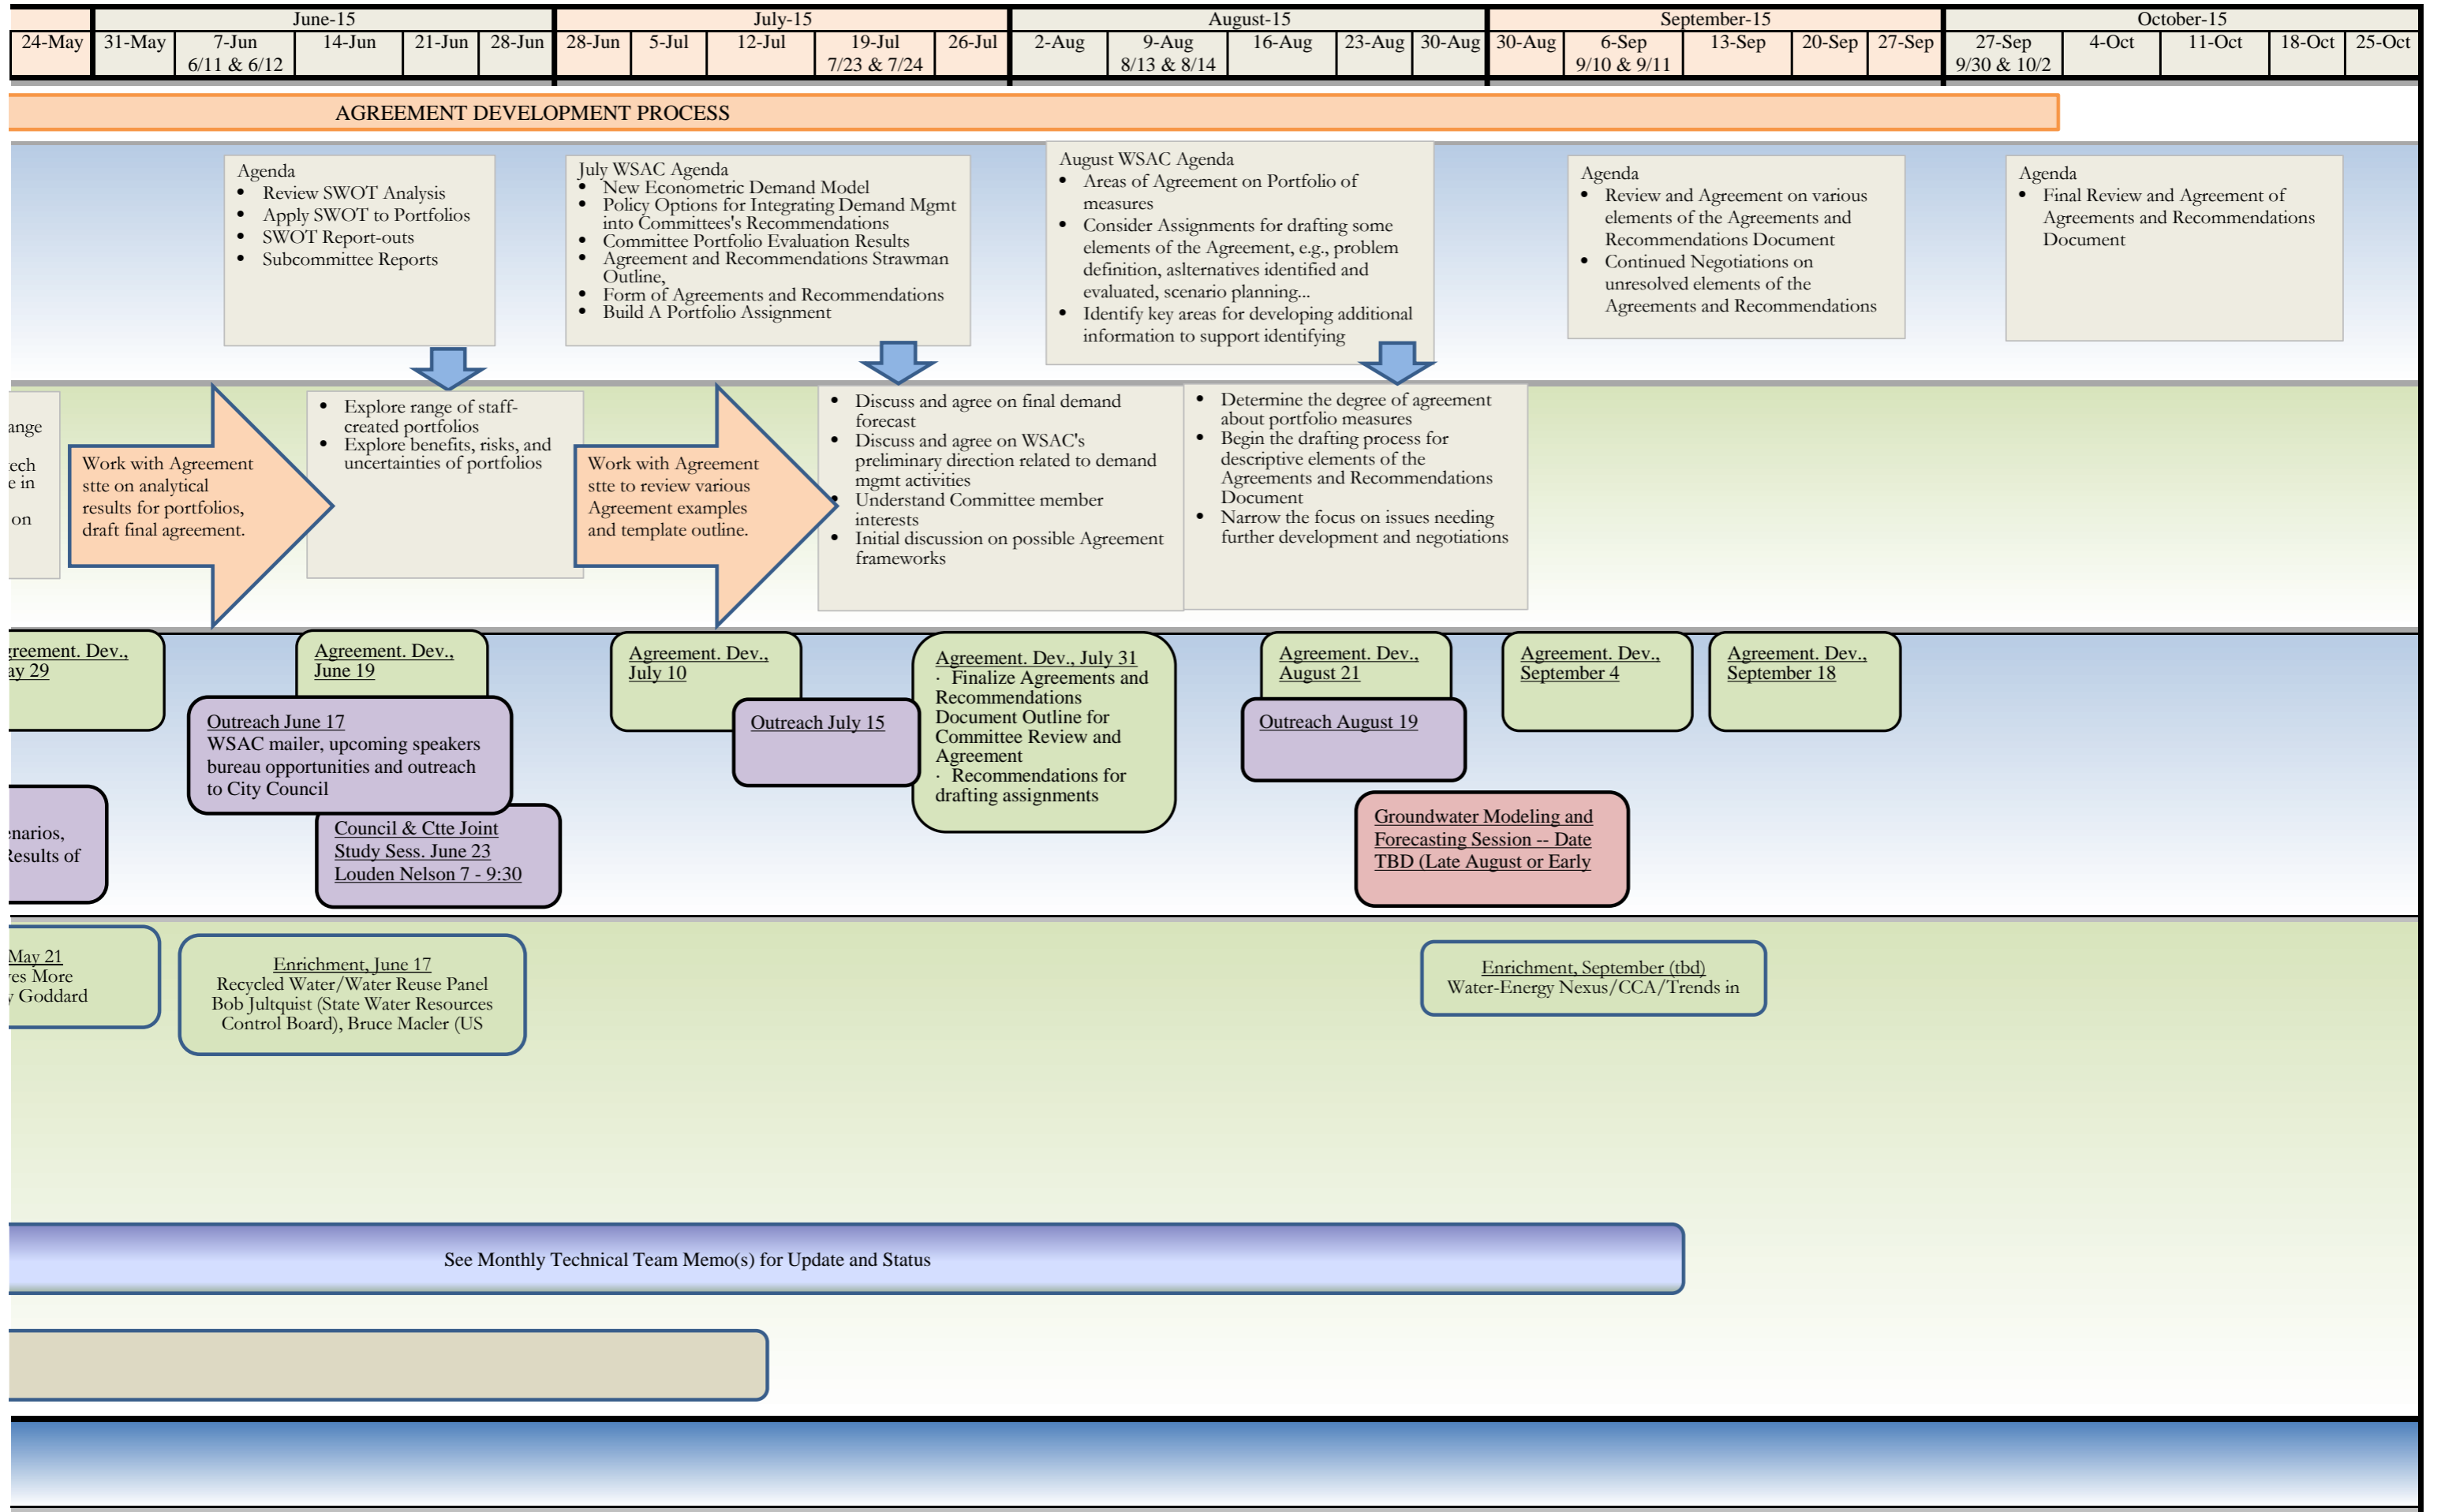 June-15
July-15
August-15
September-15
October-15
24-May
31-May
7-Jun
6/11 & 6/12
14-Jun
21-Jun
28-Jun
28-Jun
5-Jul
12-Jul
19-Jul
7/23 & 7/24
26-Jul
2-Aug
9-Aug
8/13 & 8/14
16-Aug
23-Aug
30-Aug
30-Aug
6-Sep
9/10 & 9/11
13-Sep
20-Sep
27-Sep
27-Sep
9/30 & 10/2
4-Oct
11-Oct
18-Oct
25-Oct
AGREEMENT DEVELOPMENT PROCESS
Agenda
• Review SWOT Analysis
• Apply SWOT to Portfolios
• SWOT Report-outs
• Subcommittee Reports
July WSAC Agenda
• New Econometric Demand Model
• Policy Options for Integrating Demand Mgmt
into Committees's Recommendations
• Committee Portfolio Evaluation Results
• Agreement and Recommendations Strawman
Outline,
• Form of Agreements and Recommendations
• Build A Portfolio Assignment
August WSAC Agenda
• Areas of Agreement on Portfolio of
measures
• Consider Assignments for drafting some
elements of the Agreement, e.g., problem
definition, aslternatives identified and
evaluated, scenario planning...
• Identify key areas for developing additional
information to support identifying
Agenda
• Review and Agreement on various
elements of the Agreements and
Recommendations Document
• Continued Negotiations on
unresolved elements of the
Agreements and Recommendations
Agenda
• Final Review and Agreement of
Agreements and Recommendations
Document
ange
tech
e in
on
Work with Agreement
stte on analytical
results for portfolios,
draft final agreement.
• Explore range of staff-
created portfolios
• Explore benefits, risks, and
uncertainties of portfolios
Work with Agreement
stte to review various
Agreement examples
and template outline.
• Discuss and agree on final demand
forecast
• Discuss and agree on WSAC's
preliminary direction related to demand
mgmt activities
• Understand Committee member
interests
• Initial discussion on possible Agreement
frameworks
• Determine the degree of agreement
about portfolio measures
• Begin the drafting process for
descriptive elements of the
Agreements and Recommendations
Document
• Narrow the focus on issues needing
further development and negotiations
greement. Dev.,
ay 29
Agreement. Dev.,
June 19
Agreement. Dev.,
July 10
Agreement. Dev., July 31
· Finalize Agreements and
Recommendations
Document Outline for
Committee Review and
Agreement
· Recommendations for
drafting assignments
Agreement. Dev.,
August 21
Agreement. Dev.,
September 4
Agreement. Dev.,
September 18
Outreach June 17
WSAC mailer, upcoming speakers
bureau opportunities and outreach
to City Council
Outreach July 15
Outreach August 19
enarios,
Results of
Council & Ctte Joint
Study Sess. June 23
Louden Nelson 7 - 9:30
Groundwater Modeling and
Forecasting Session -- Date
TBD (Late August or Early
May 21
es More
y Goddard
Enrichment, June 17
Recycled Water/Water Reuse Panel
Bob Jultquist (State Water Resources
Control Board), Bruce Macler (US
Enrichment, September (tbd)
Water-Energy Nexus/CCA/Trends in
See Monthly Technical Team Memo(s) for Update and Status